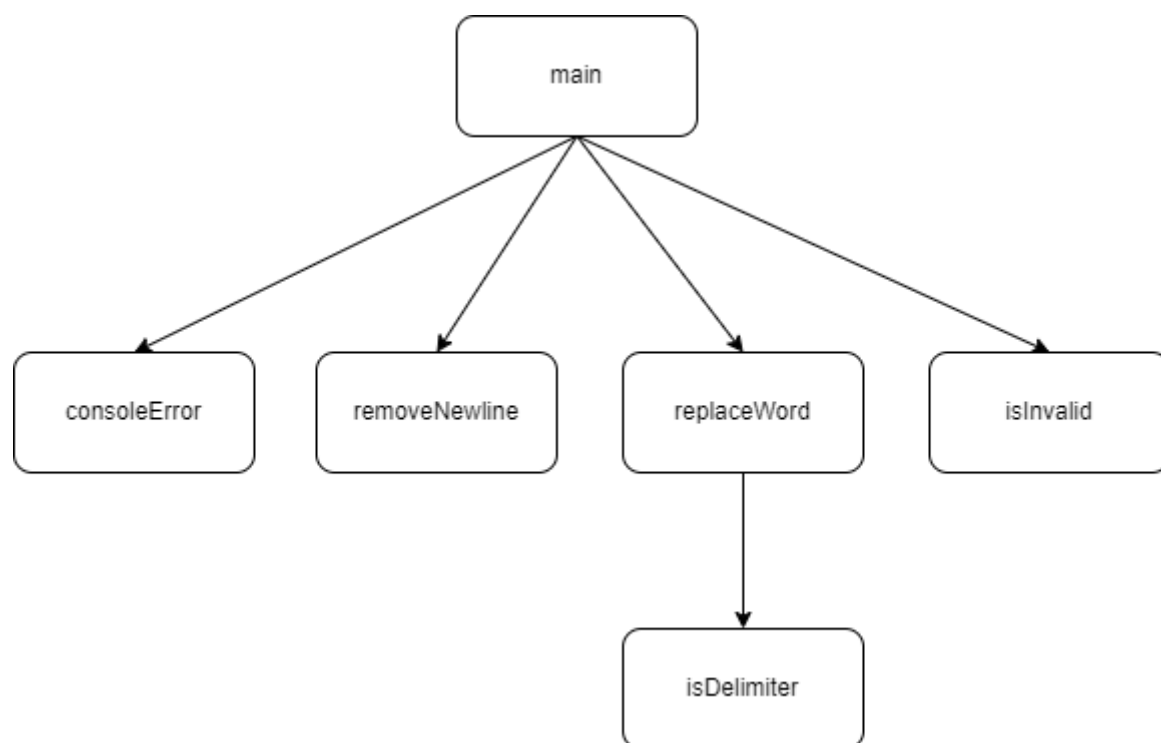 main
consoleError
removeNewline
replaceWord
isInvalid
isDelimiter